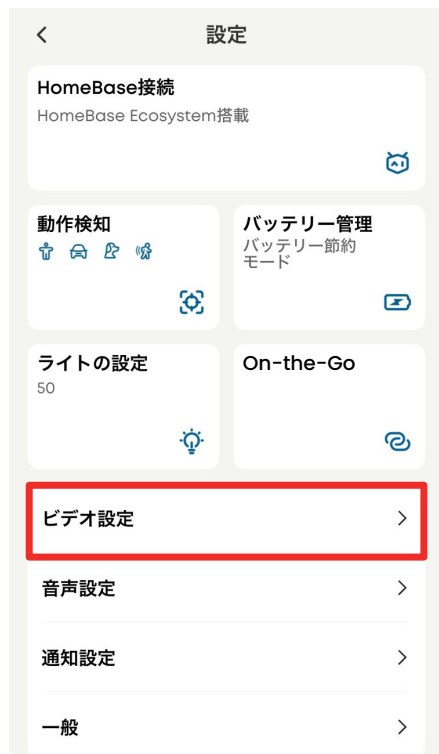 設定
HomeBase接続
HomeBase Ecosystem搭載
動作検知
バッテリー管理
バッテリー節約
モード
ライトの設定
50
On-the-Go
ビデオ設定
音声設定
通知設定
一般